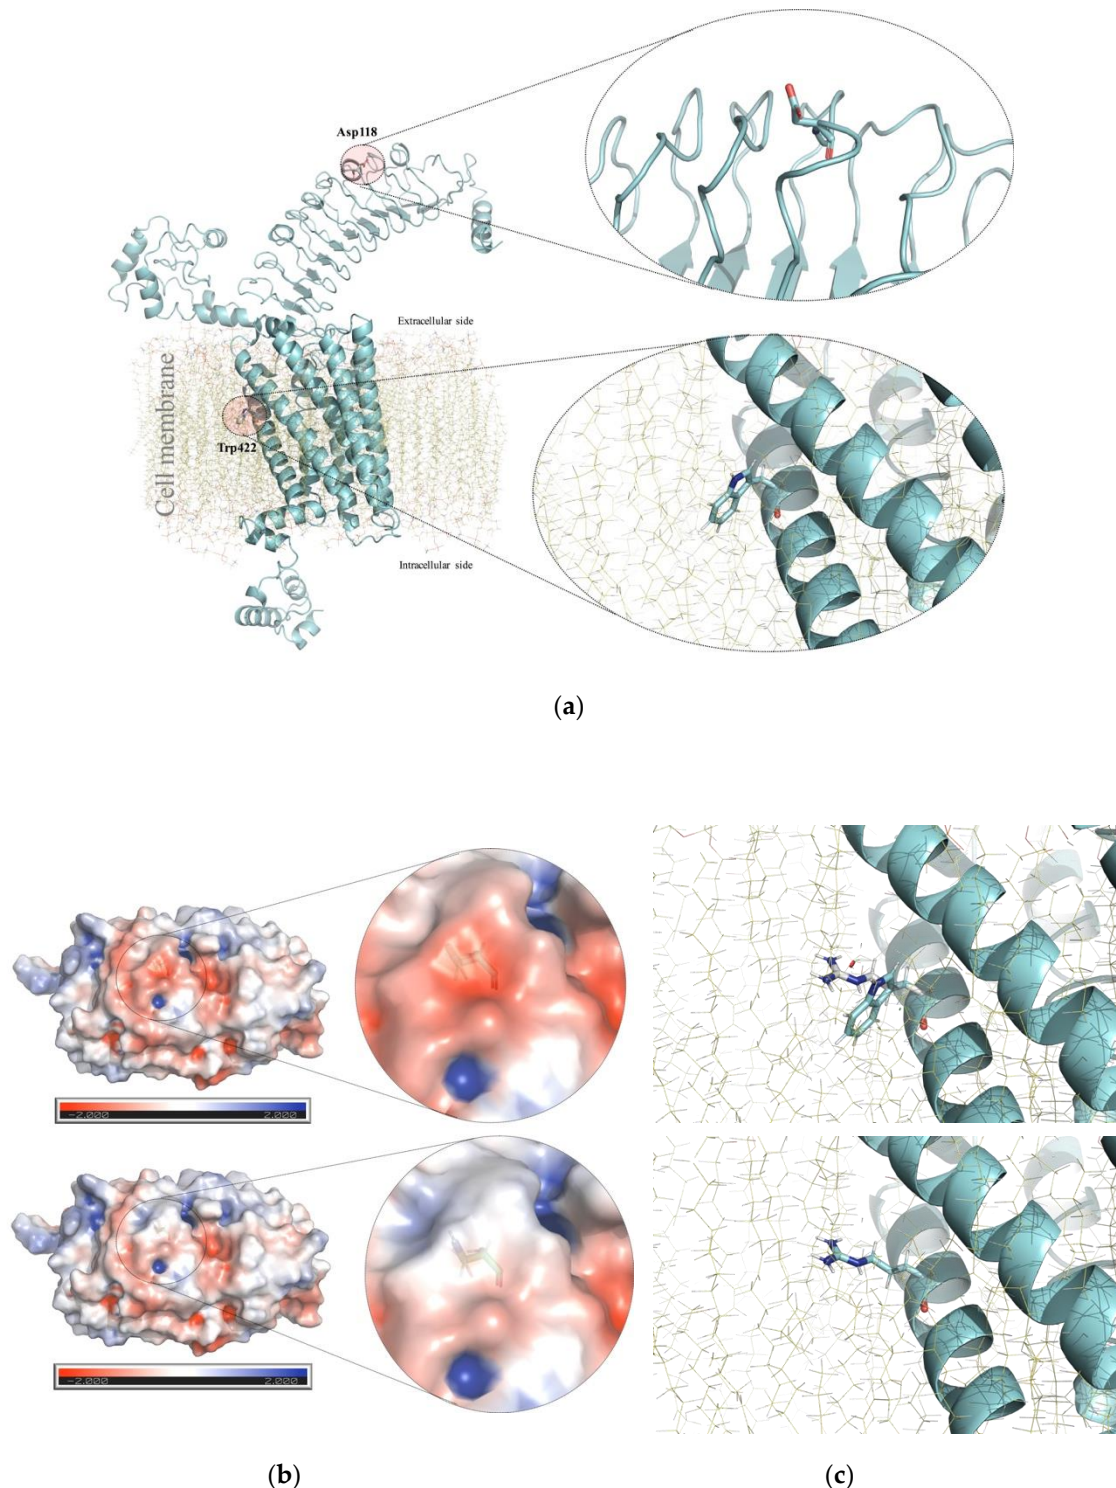 Asp118
Extracellular side
Cell membrane
Trp422
Intracellular side
(a)
-2.000 2.000
-2.000 2.000
(b)
(c)